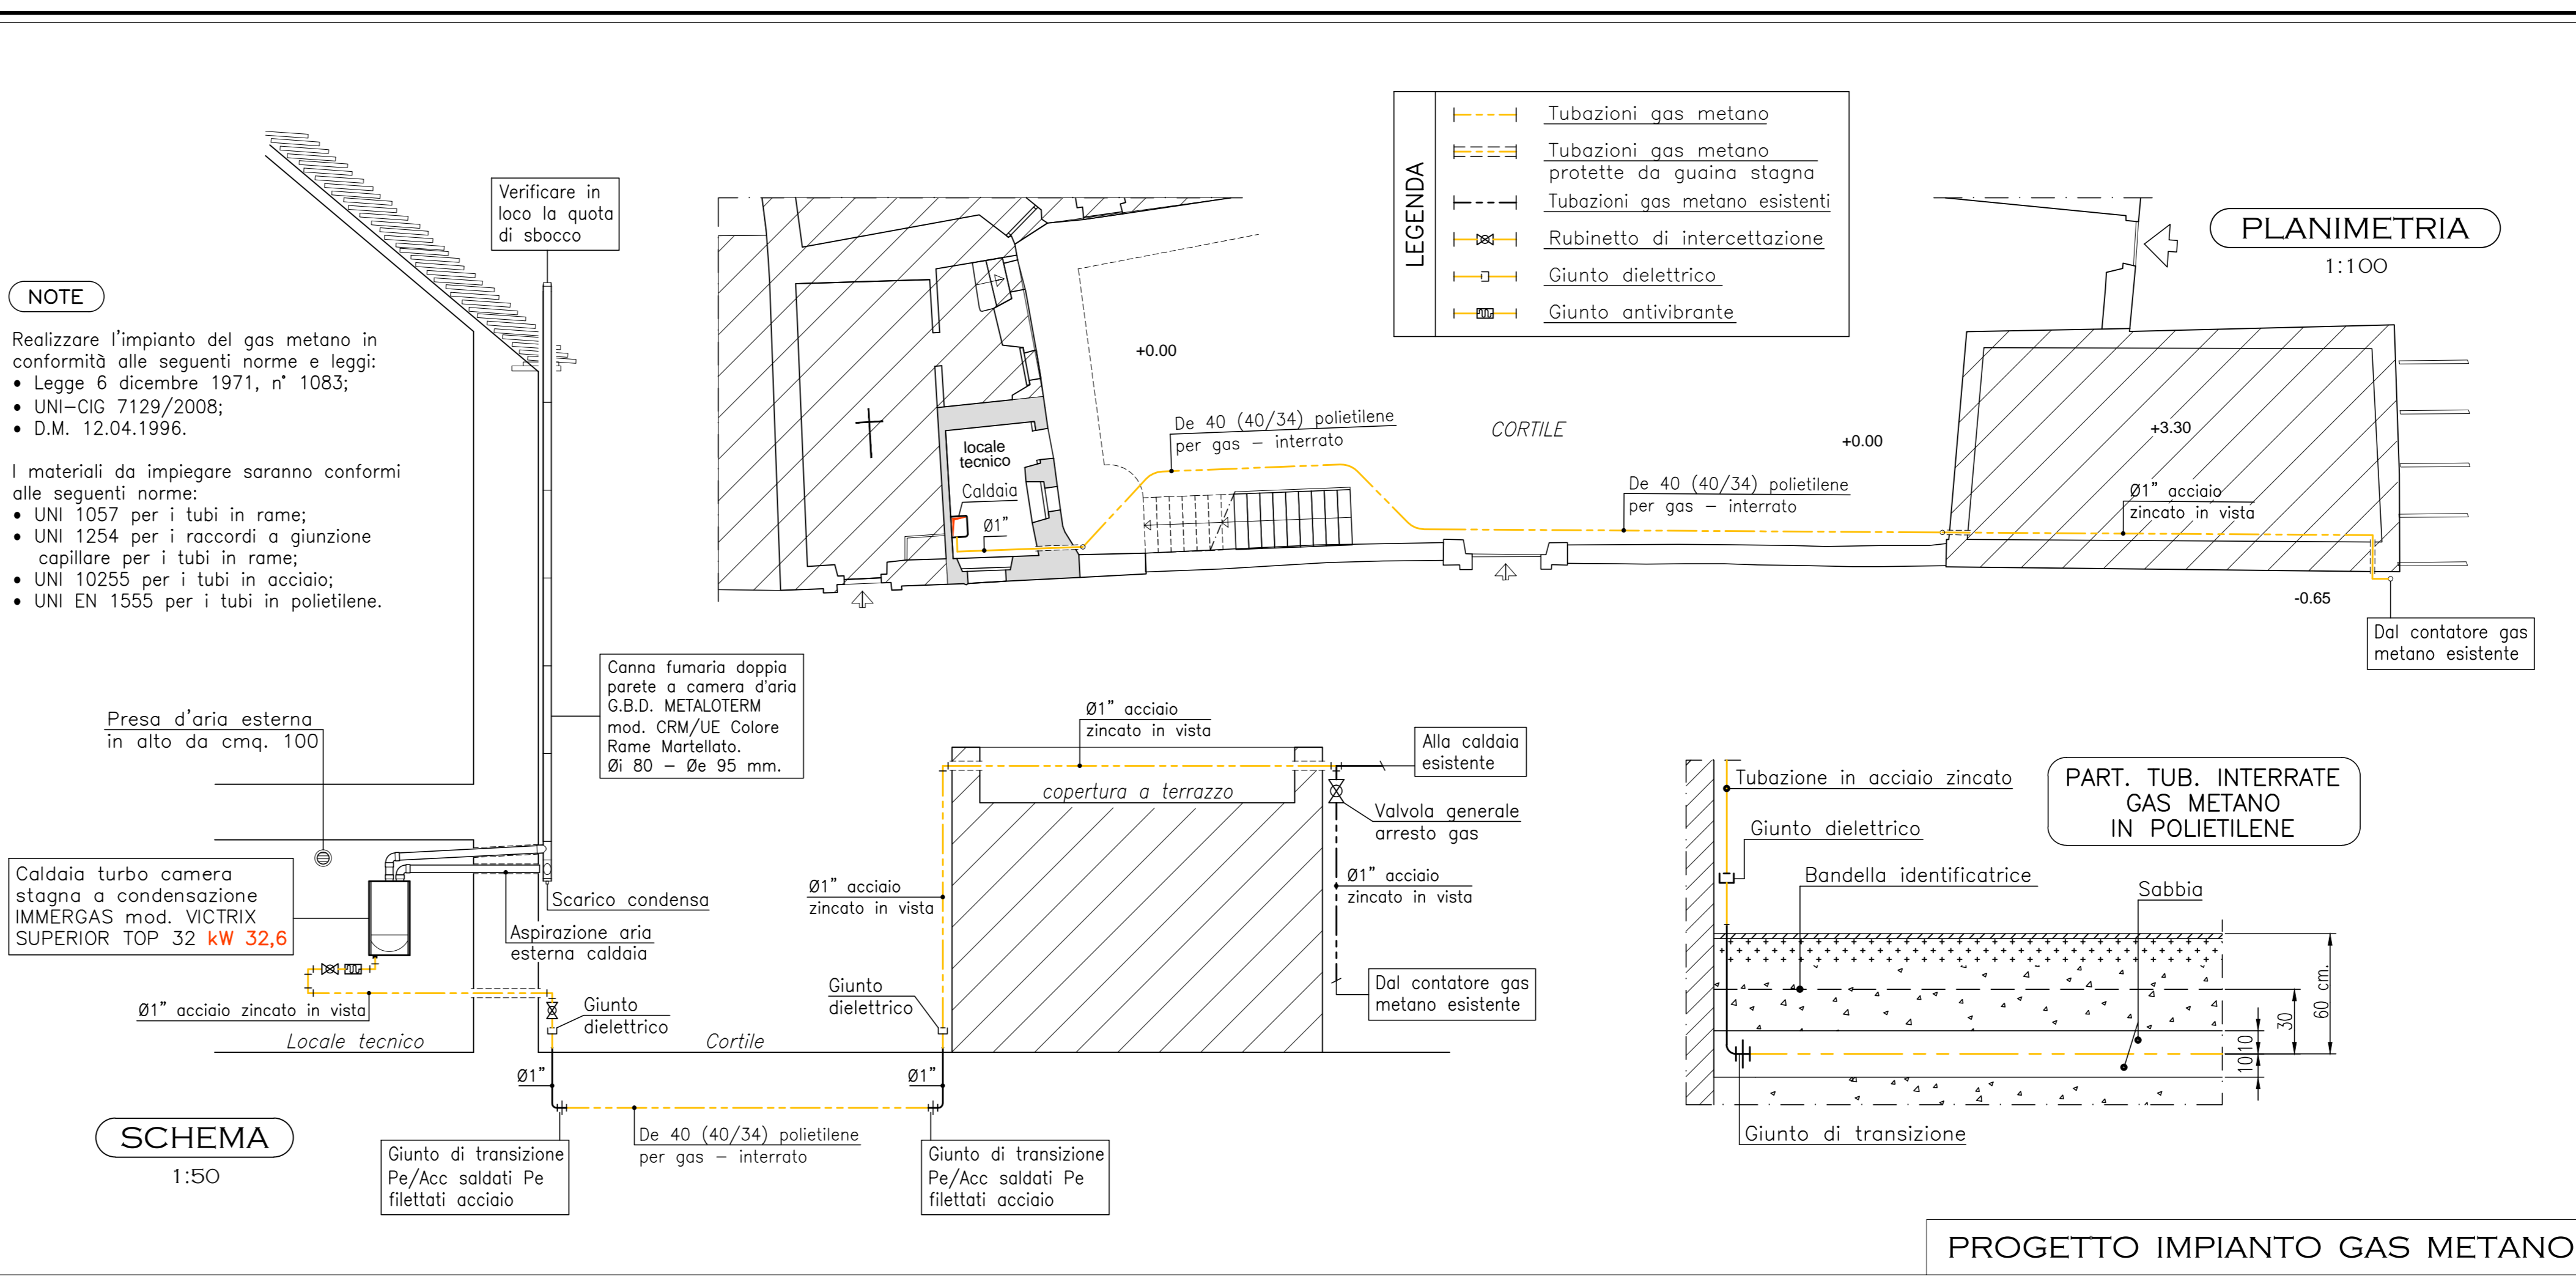 NOTE
Realizzare l'impianto del gas metano in
conformità alle seguenti norme e leggi:
• Legge 6 dicembre 1971, n° 1083;
• UNI-CIG 7129/2008;
• D.M. 12.04.1996.
I materiali da impiegare saranno conformi
alle seguenti norme:
• UNI 1057 per i tubi in rame;
• UNI 1254 per i raccordi a giunzione
capillare per i tubi in rame;
• UNI 10255 per i tubi in acciaio;
• UNI EN 1555 per i tubi in polietilene.
Verificare in
loco la quota
di sbocco
Canna fumaria doppia
parete a camera d'aria
G.B.D. METALOTERM
mod. CRM/UE Colore
Rame Martellato.
Øi 80 – Øe 95 mm.
Presa d'aria esterna
in alto da cmq. 100
Caldaia turbo camera
stagna a condensazione
IMMERGAS mod. VICTRIX
SUPERIOR TOP 32 kW 32,6
Scarico condensa
Aspirazione aria
esterna caldaia
Ø1" acciaio zincato in vista
Giunto
dielettrico
Locale tecnico
Cortile
Ø1"
Ø1"
SCHEMA
1:50
Giunto di transizione
Pe/Acc saldati Pe
filettati acciaio
De 40 (40/34) polietilene
per gas – interrato
Giunto di transizione
Pe/Acc saldati Pe
filettati acciaio
Ø1" acciaio
zincato in vista
Giunto
dielettrico
Ø1" acciaio
zincato in vista
copertura a terrazzo
Alla caldaia
esistente
Valvola generale
arresto gas
Ø1" acciaio
zincato in vista
Dal contatore gas
metano esistente
LEGENDA
Tubazioni gas metano
Tubazioni gas metano
protette da guaina stagna
Tubazioni gas metano esistenti
Rubinetto di intercettazione
Giunto dielettrico
Giunto antivibrante
PLANIMETRIA
1:100
+0.00
De 40 (40/34) polietilene
per gas – interrato
CORTILE
+0.00
+3.30
locale
tecnico
Caldaia
Ø1"
De 40 (40/34) polietilene
per gas – interrato
Ø1" acciaio
zincato in vista
-0.65
Dal contatore gas
metano esistente
PART. TUB. INTERRATE
GAS METANO
IN POLIETILENE
Tubazione in acciaio zincato
Giunto dielettrico
Bandella identificatrice
Sabbia
60 cm.
30
10
10
Giunto di transizione
PROGETTO IMPIANTO GAS METANO